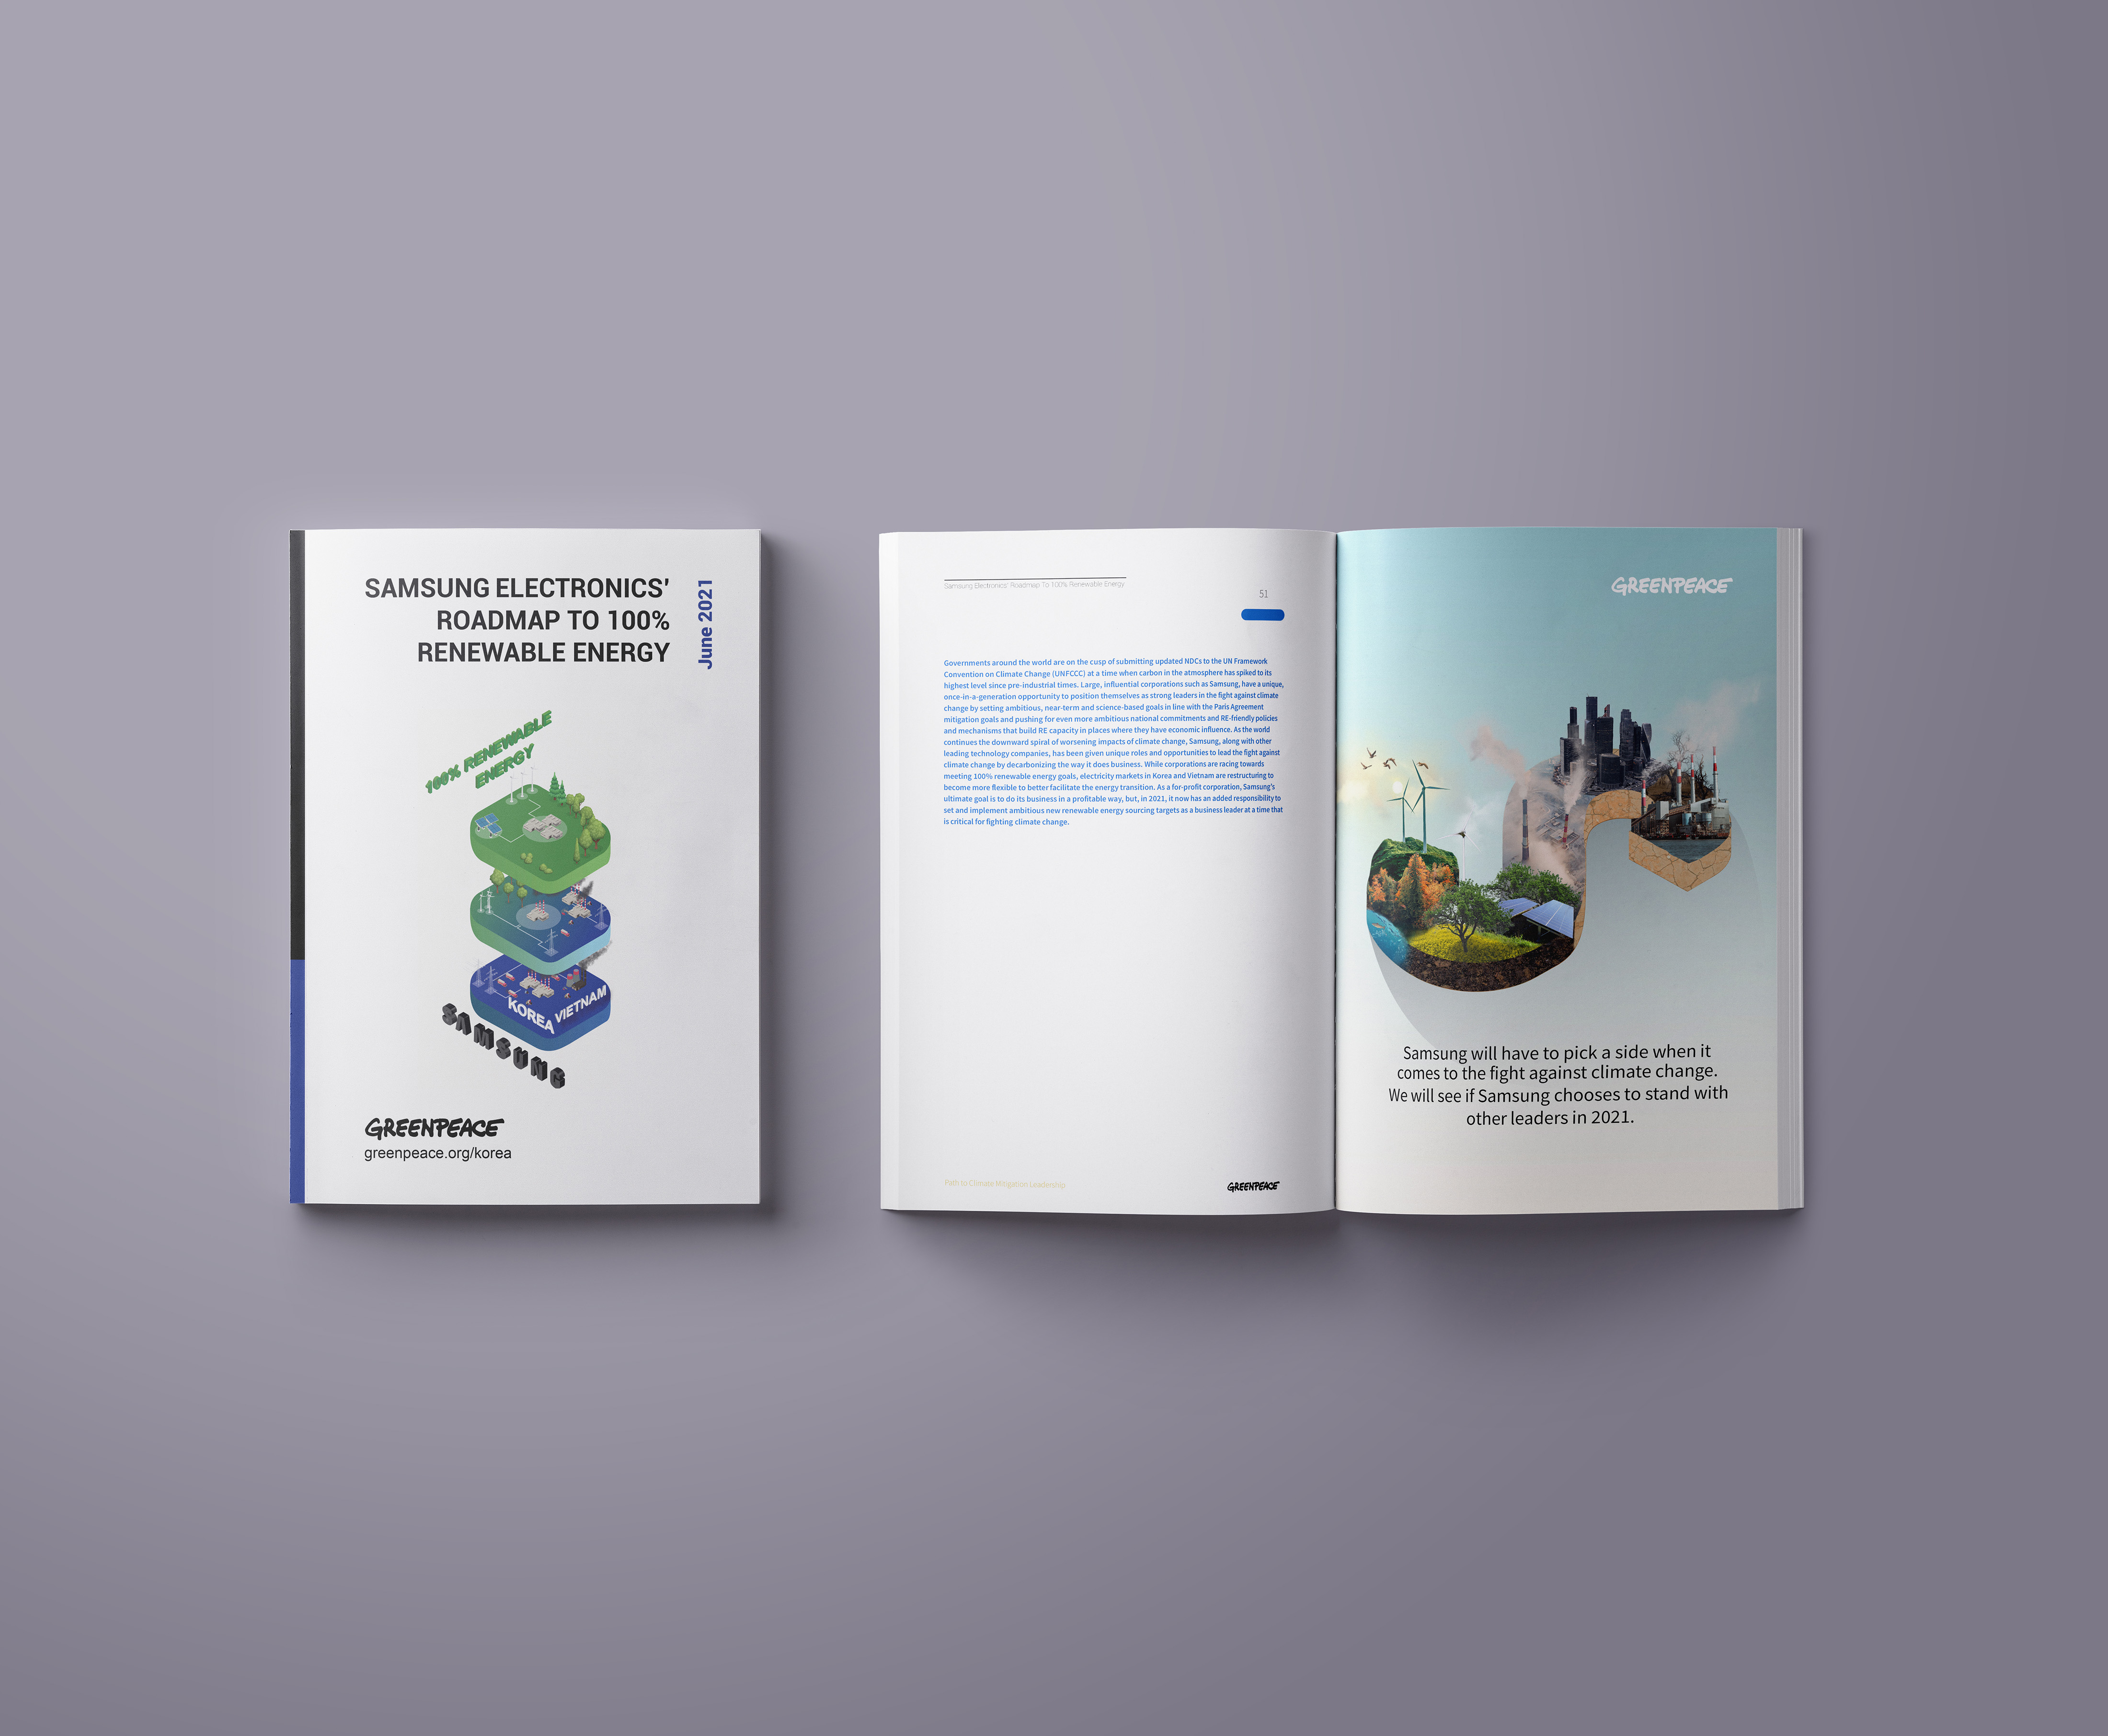 SAMSUNG ELECTRONICS'
ROADMAP TO 100%
RENEWABLE ENERGY
June 2021
100% RENEWABLE
ENERGY
KOREA
VIETNAM
SAMSUNG
GREENPEACE
greenpeace.org/korea
Samsung Electronics' Roadmap To 100% Renewable Energy
51
Governments around the world are on the cusp of submitting updated NDCs to the UN Framework
Convention on Climate Change (UNFCCC) at a time when carbon in the atmosphere has spiked to its
highest level since pre-industrial times. Large, influential corporations such as Samsung, have a unique,
once-in-a-generation opportunity to position themselves as strong leaders in the fight against climate
change by setting ambitious, near-term and science-based goals in line with the Paris Agreement
mitigation goals and pushing for even more ambitious national commitments and RE-friendly policies
and mechanisms that build RE capacity in places where they have economic influence. As the world
continues the downward spiral of worsening impacts of climate change, Samsung, along with other
leading technology companies, has been given unique roles and opportunities to lead the fight against
climate change by decarbonizing the way it does business. While corporations are racing towards
meeting 100% renewable energy goals, electricity markets in Korea and Vietnam are restructuring to
become more flexible to better facilitate the energy transition. As a for-profit corporation, Samsung's
ultimate goal is to do its business in a profitable way, but, in 2021, it now has an added responsibility to
set and implement ambitious new renewable energy sourcing targets as a business leader at a time that
is critical for fighting climate change.
Path to Climate Mitigation Leadership
GREENPEACE
GREENPEACE
Samsung will have to pick a side when it
comes to the fight against climate change.
We will see if Samsung chooses to stand with
other leaders in 2021.